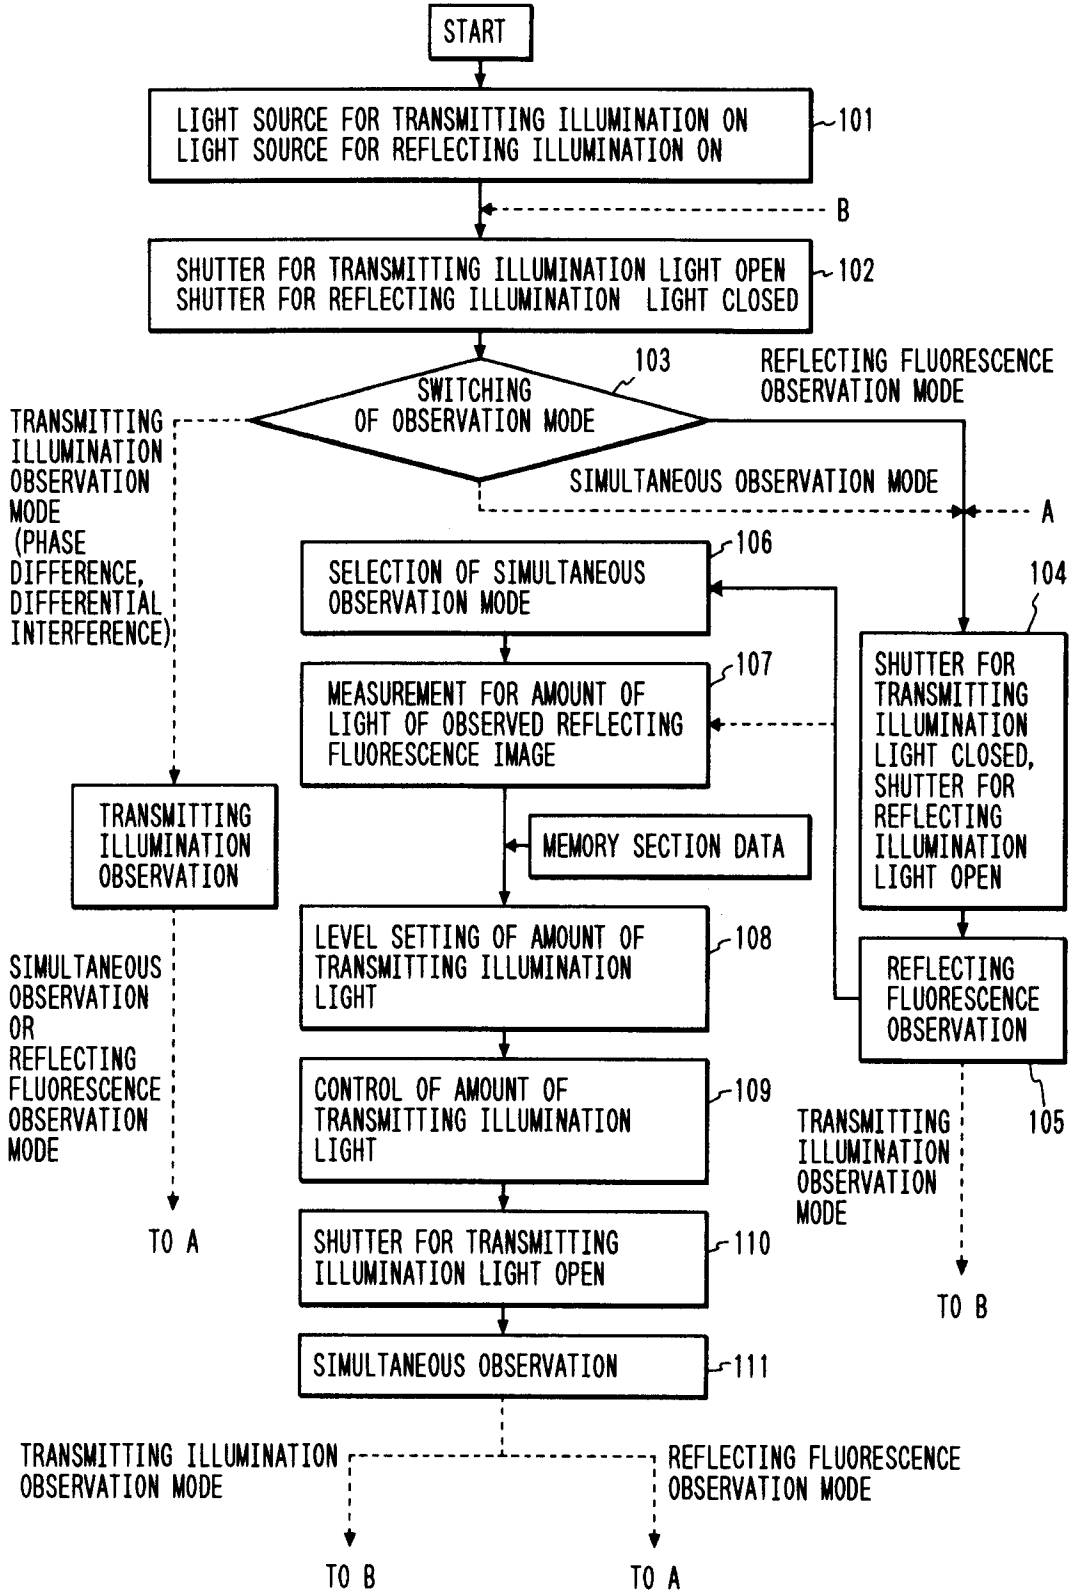 START
LIGHT SOURCE FOR TRANSMITTING ILLUMINATION ON
LIGHT SOURCE FOR REFLECTING ILLUMINATION ON
101
B
SHUTTER FOR TRANSMITTING ILLUMINATION LIGHT OPEN
SHUTTER FOR REFLECTING ILLUMINATION LIGHT CLOSED
102
103
SWITCHING
OF OBSERVATION MODE
REFLECTING FLUORESCENCE
OBSERVATION MODE
TRANSMITTING
ILLUMINATION
OBSERVATION
MODE
(PHASE
DIFFERENCE,
DIFFERENTIAL
INTERFERENCE)
SIMULTANEOUS OBSERVATION MODE
A
106
SELECTION OF SIMULTANEOUS
OBSERVATION MODE
104
SHUTTER FOR
TRANSMITTING
ILLUMINATION
LIGHT CLOSED,
SHUTTER FOR
REFLECTING
ILLUMINATION
LIGHT OPEN
107
MEASUREMENT FOR AMOUNT OF
LIGHT OF OBSERVED REFLECTING
FLUORESCENCE IMAGE
TRANSMITTING
ILLUMINATION
OBSERVATION
MEMORY SECTION DATA
LEVEL SETTING OF AMOUNT OF
TRANSMITTING ILLUMINATION
LIGHT
108
REFLECTING
FLUORESCENCE
OBSERVATION
105
SIMULTANEOUS
OBSERVATION
OR
REFLECTING
FLUORESCENCE
OBSERVATION
MODE
TO A
CONTROL OF AMOUNT OF
TRANSMITTING ILLUMINATION
LIGHT
109
TRANSMITTING
ILLUMINATION
OBSERVATION
MODE
TO B
SHUTTER FOR TRANSMITTING
ILLUMINATION LIGHT OPEN
110
SIMULTANEOUS OBSERVATION
111
TRANSMITTING ILLUMINATION
OBSERVATION MODE
REFLECTING FLUORESCENCE
OBSERVATION MODE
TO B
TO A